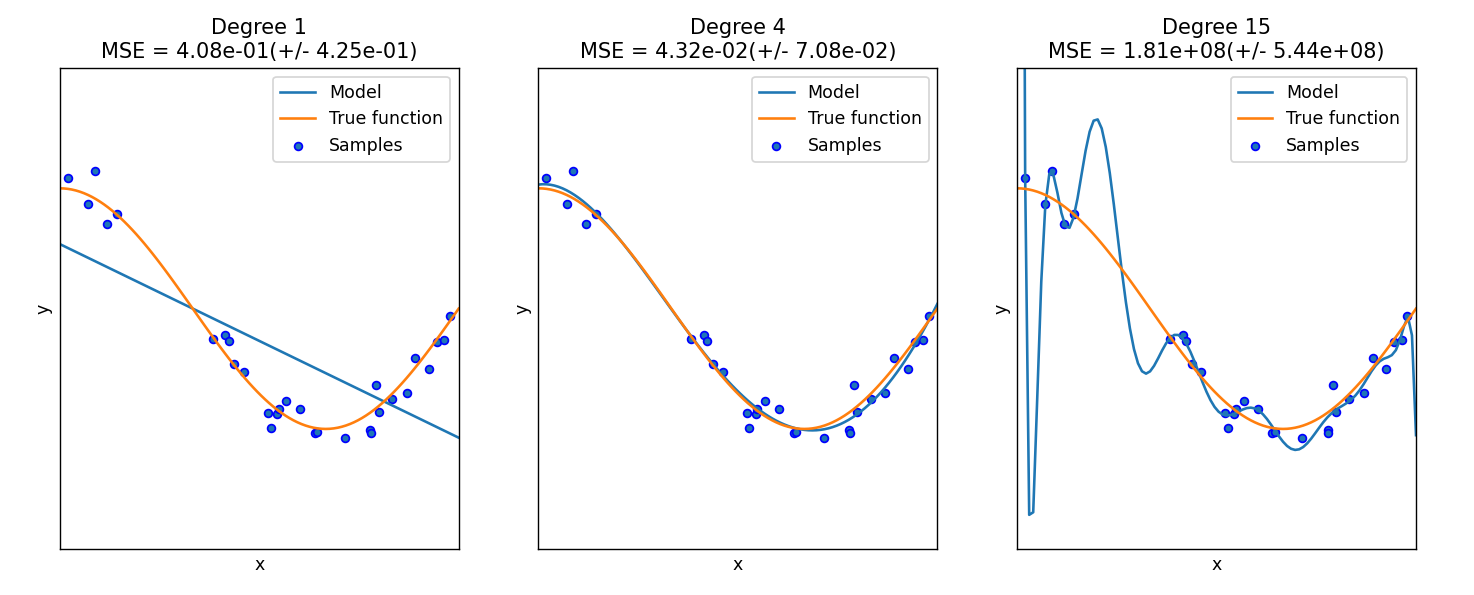 Degree 1
MSE = 4.08e-01(+/- 4.25e-01)
Model
True function
Samples
y
x
Degree 4
MSE = 4.32e-02(+/- 7.08e-02)
Model
True function
Samples
y
x
Degree 15
MSE = 1.81e+08(+/- 5.44e+08)
Model
True function
Samples
y
x